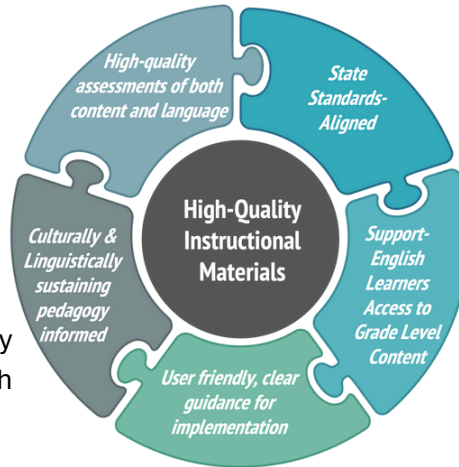 High-quality
assessments of both
content and language
State
Standards-
Aligned
High-Quality
Instructional
Materials
Culturally &
Linguistically
sustaining
pedagogy
informed
Support-
English
Learners
Access to
Grade Level
Content
User friendly, clear
guidance for
implementation
y
h